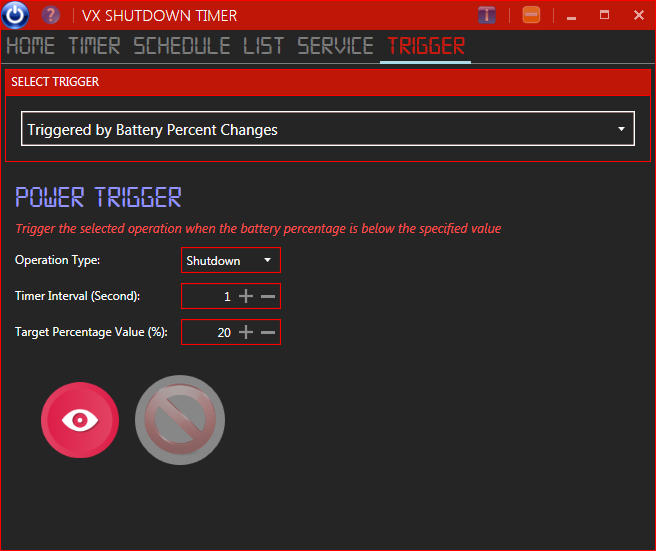 VX SHUTDOWN TIMER
HOME TIMER SCHEDULE LIST SERVICE TRIGGER
SELECT TRIGGER
Triggered by Battery Percent Changes
POWER TRIGGER
Trigger the selected operation when the battery percentage is below the specified value
Operation Type: Shutdown
Timer Interval (Second): 1
Target Percentage Value (%): 20